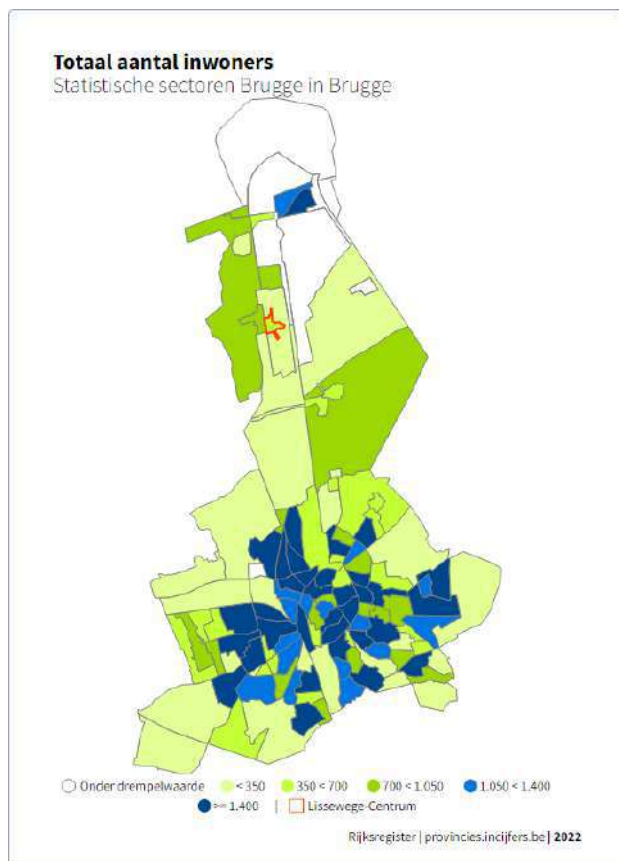 Totaal aantal inwoners
Statistische sectoren Brugge in Brugge
Onder drempelwaarde < 350 350 < 700 700 < 1.050 1.050 < 1.400
>= 1.400 | Lissewege-Centrum
Rijksregister | provincies.incijfers.be | 2022